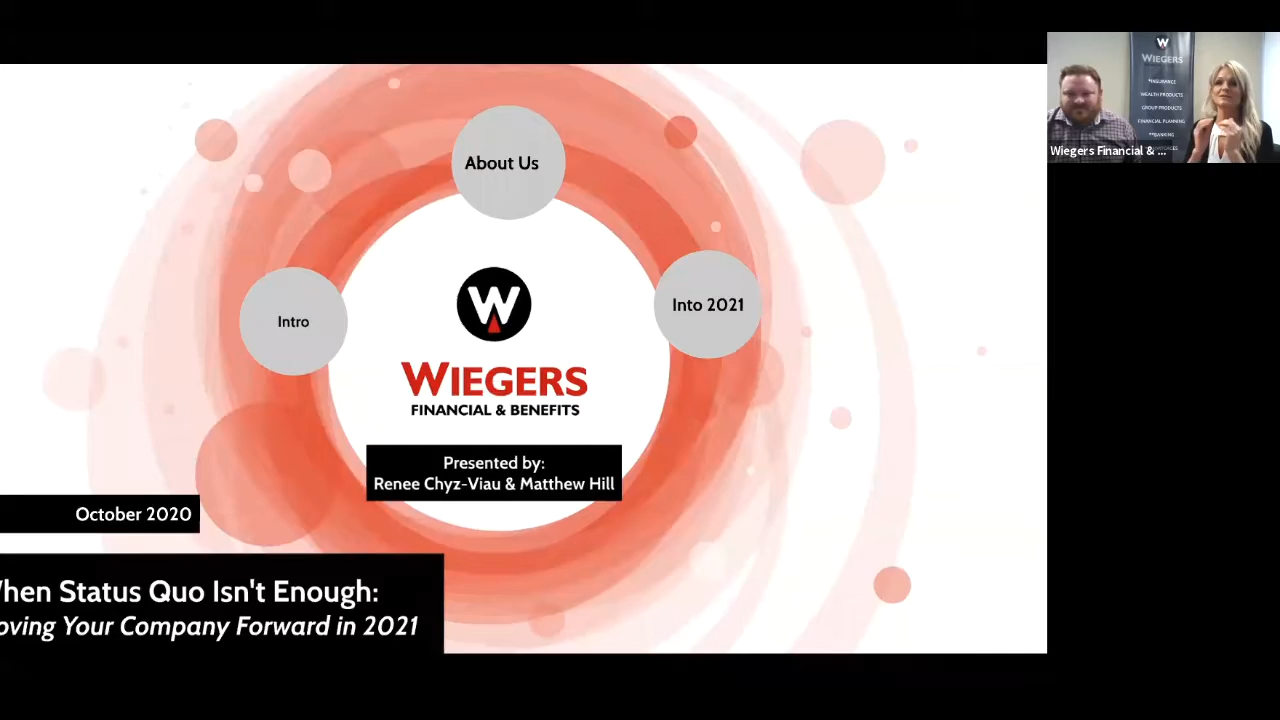 About Us
Intro
Into 2021
W
WIEGERS
FINANCIAL & BENEFITS
Presented by:
Renee Chyz-Viau & Matthew Hill
October 2020
hen Status Quo Isn't Enough:
oving Your Company Forward in 2021
W
WIEGERS
*INSURANCE
WEALTH PRODUCTS
GROUP PRODUCTS
FINANCIAL PLANNING
**BANKING
Wiegers Financial & ...